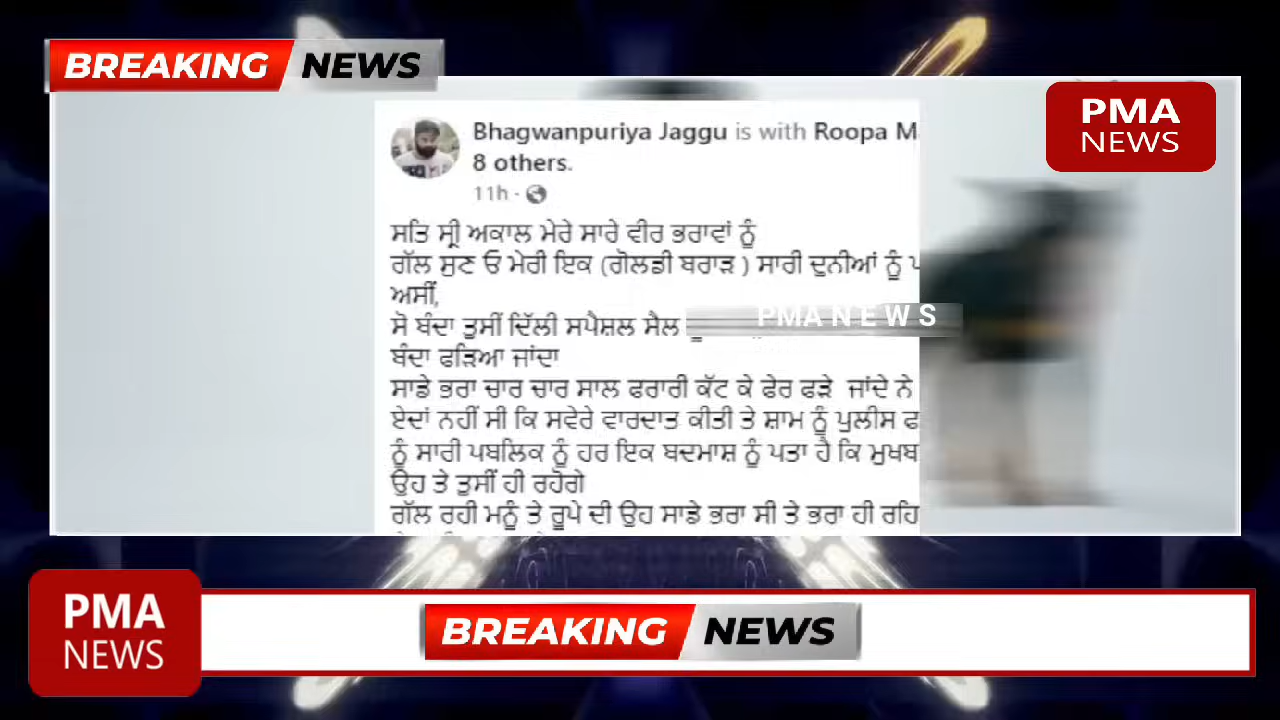 BREAKING NEWS
PMA
NEWS
Bhagwanpuriya Jaggu is with Roopa
8 others.
11h
ਸਤਿ ਸ੍ਰੀ ਅਕਾਲ ਮੇਰੇ ਸਾਰੇ ਵੀਰ ਭਰਾਵਾਂ ਨੂੰ
ਗੱਲ ਸੁਣ ਓ ਮੇਰੀ ਇਕ (ਗੋਲਡੀ ਬਰਾੜ ) ਸਾਰੀ ਦੁਨੀਆਂ ਨੂੰ
ਅਸੀਂ,
ਸੋ ਬੰਦਾ ਤੁਸੀਂ ਦਿੱਲੀ ਸਪੈਸ਼ਲ ਸੈਲ
PMA NEWS
ਬੰਦਾ ਫੜਿਆ ਜਾਂਦਾ
ਸਾਡੇ ਭਰਾ ਚਾਰ ਚਾਰ ਸਾਲ ਫਰਾਰੀ ਕੱਟ ਕੇ ਫੇਰ ਫੜੇ ਜਾਂਦੇ ਨੇ
ਏਦਾਂ ਨਹੀਂ ਸੀ ਕਿ ਸਵੇਰੇ ਵਾਰਦਾਤ ਕੀਤੀ ਤੇ ਸ਼ਾਮ ਨੂੰ ਪੁਲੀਸ
ਨੂੰ ਸਾਰੀ ਪਬਲਿਕ ਨੂੰ ਹਰ ਇਕ ਬਦਮਾਸ਼ ਨੂੰ ਪਤਾ ਹੈ ਕਿ
ਉਹ ਤੇ ਤੁਸੀਂ ਹੀ ਰਹੋਗੇ
ਗੱਲ ਰਹੀ ਮਨੂੰ ਤੇ ਰੂਪੇ ਦੀ ਉਹ ਸਾਡੇ ਭਰਾ ਸੀ ਤੇ ਭਰਾ ਹੀ
PMA
NEWS
BREAKING NEWS